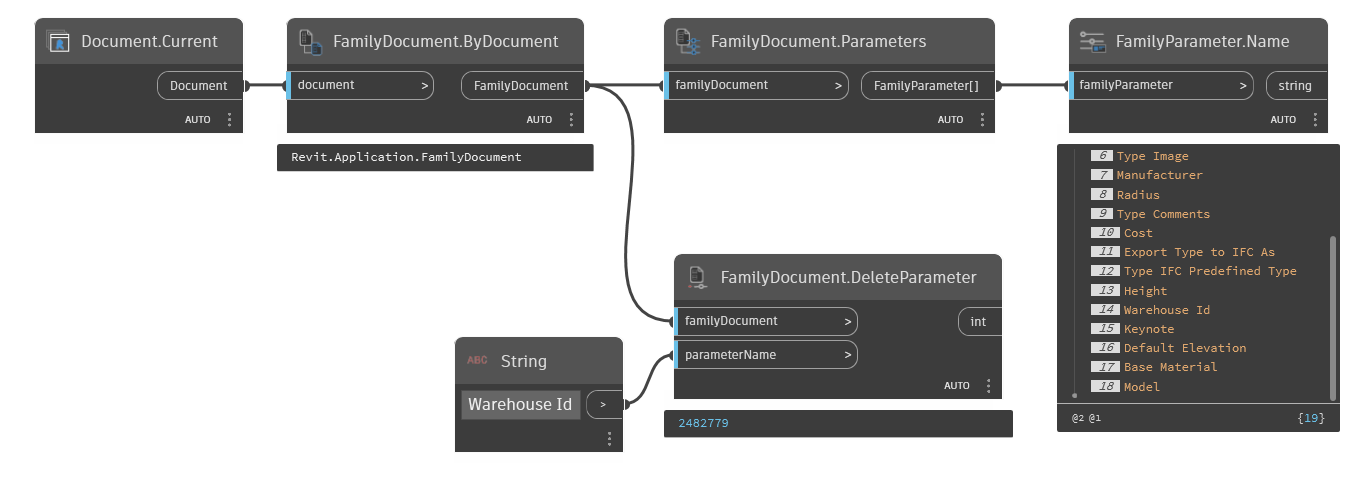 Document.Current
Document
AUTO
FamilyDocument.ByDocument
document >
FamilyDocument
AUTO
Revit.Application.FamilyDocument
FamilyDocument.Parameters
familyDocument >
FamilyParameter[]
AUTO
FamilyParameter.Name
familyParameter >
string
AUTO
6 Type Image
7 Manufacturer
8 Radius
9 Type Comments
10 Cost
11 Export Type to IFC As
12 Type IFC Predefined Type
13 Height
14 Warehouse Id
15 Keynote
16 Default Elevation
17 Base Material
18 Model
@2 @1 {19}
FamilyDocument.DeleteParameter
familyDocument >
int
parameterName >
AUTO
2482779
ABC String
Warehouse Id >